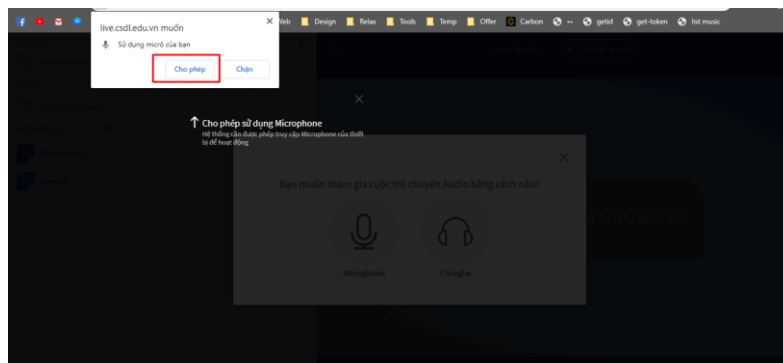 live.csdl.edu.vn muốn
Sử dụng micrô của bạn
Cho phép
Chặn
Web Design Relax Tools Temp Offer Carbon getid get-token list music
Cho phép sử dụng Microphone
Hệ thống cần được phép truy cập Microphone của thiết
bị để hoạt động
Bạn muốn tham gia cuộc trò chuyện Audio bằng cách nào?
Microphone
Chỉ nghe